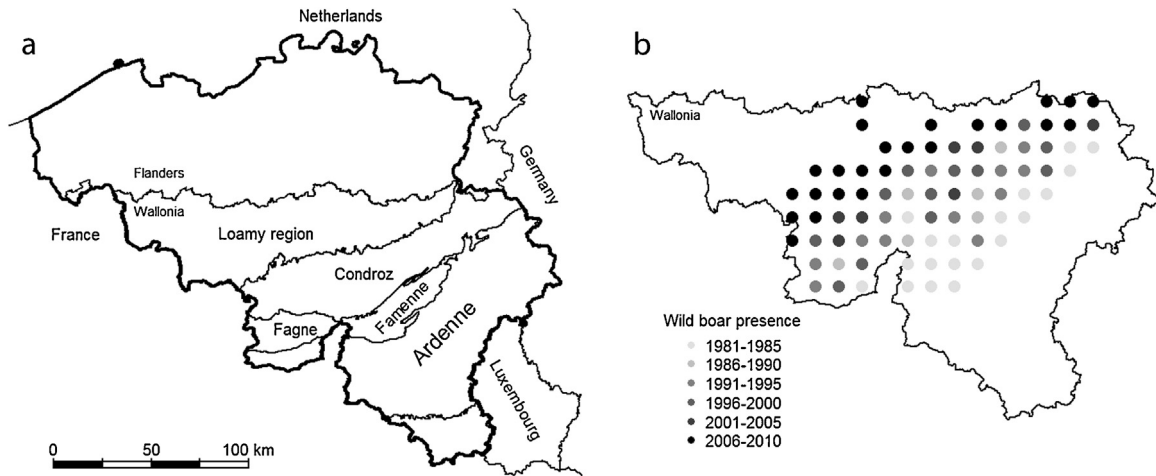 a
Netherlands
Germany
Flanders
Wallonia
France
Loamy region
Condroz
Famenne
Fagne
Ardenne
Luxembourg
0 50 100 km
b
Wallonia
Wild boar presence
1981-1985
1986-1990
1991-1995
1996-2000
2001-2005
2006-2010